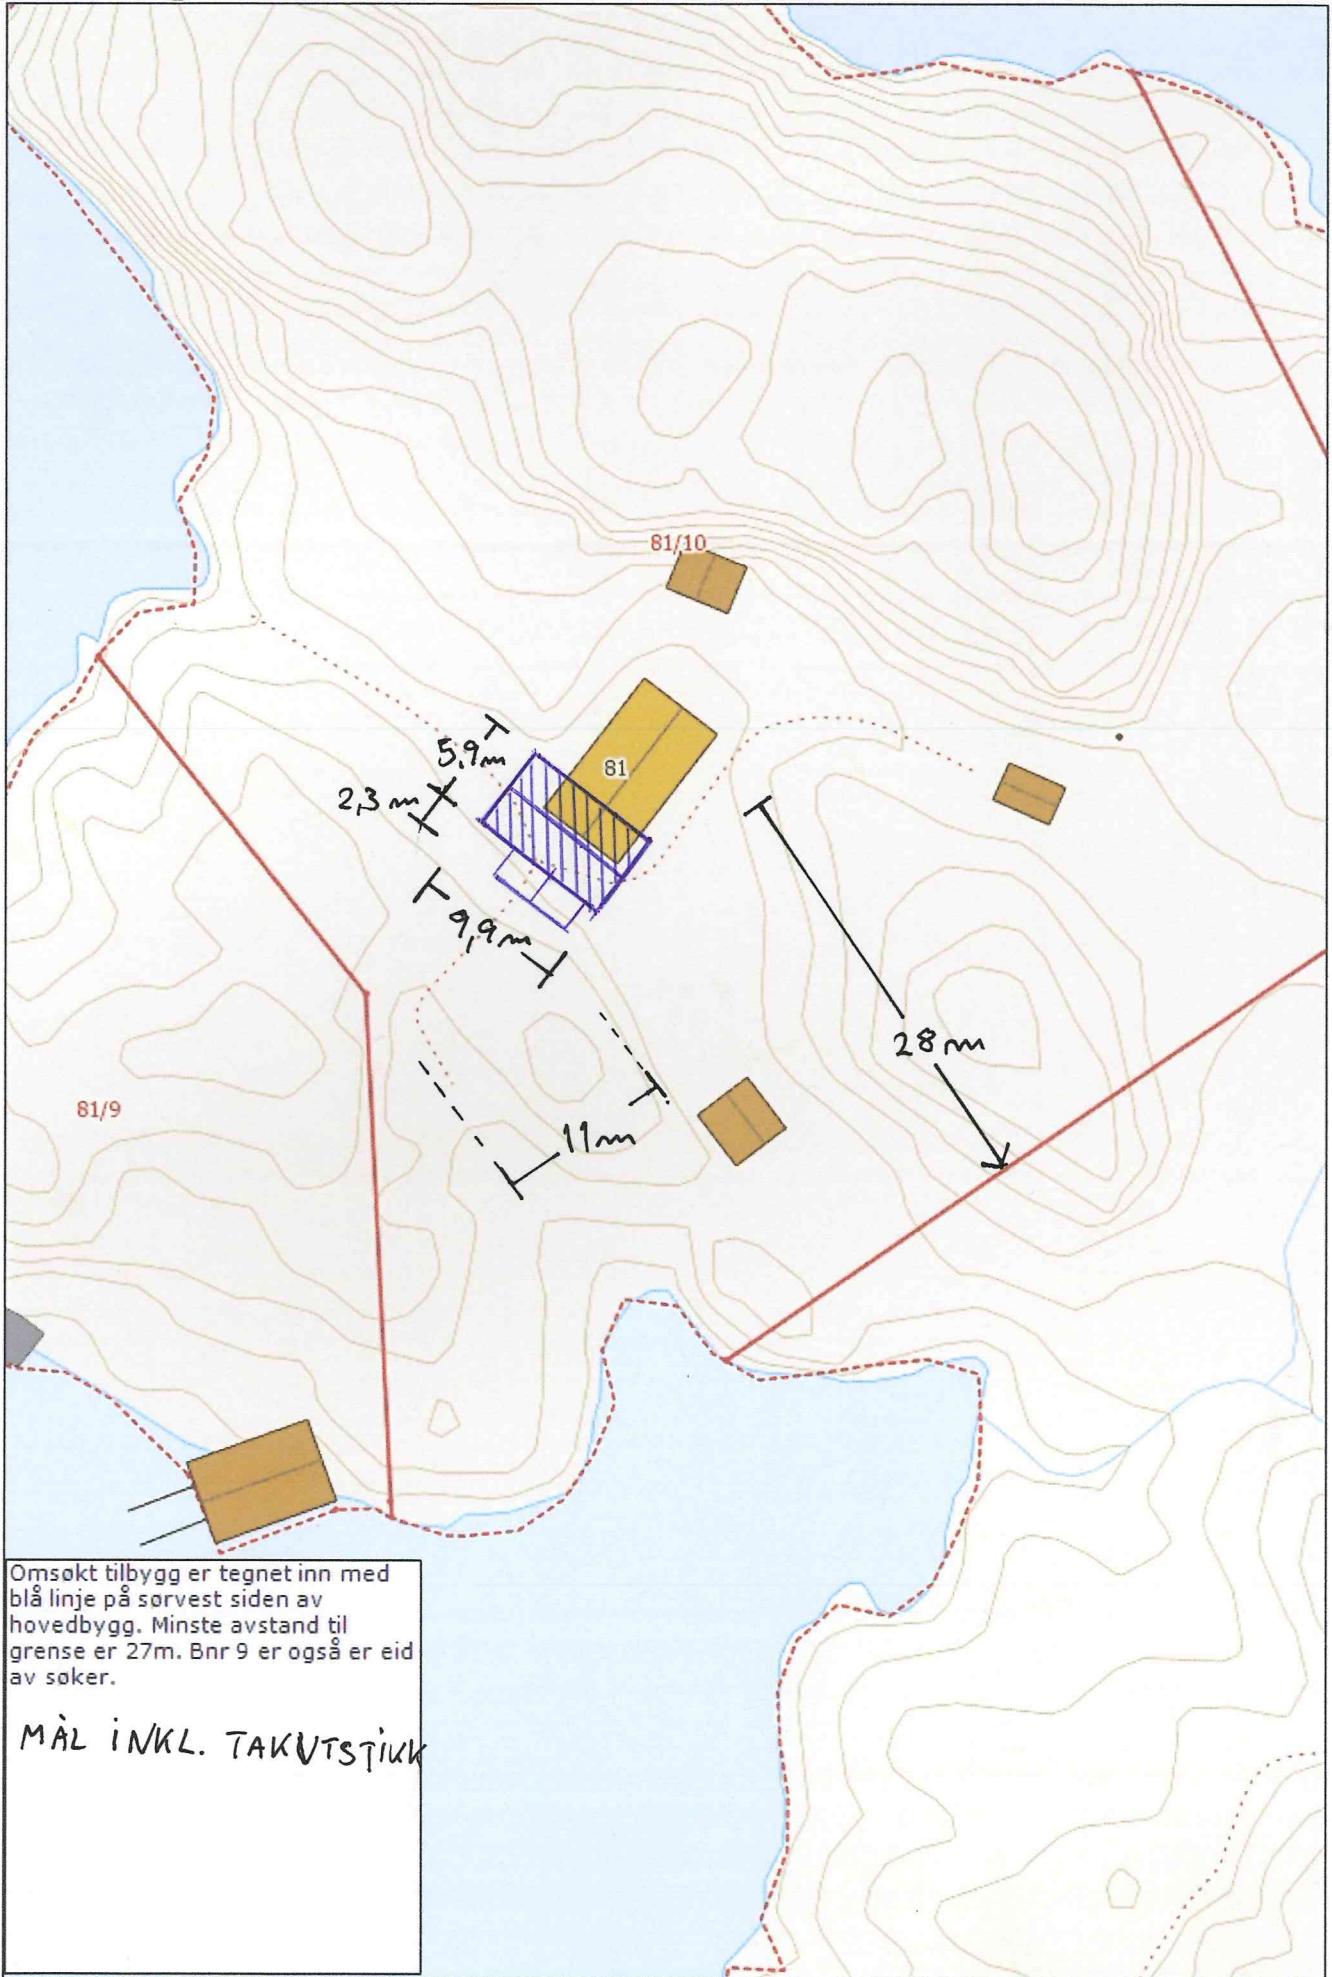 81/10
5,9m
81
2,3 m
9,9m
28m
81/9
11m
Omsøkt tilbygg er tegnet inn med
blå linje på sørvest siden av
hovedbygg. Minste avstand til
grense er 27m. Bnr 9 er også er eid
av søker.
MÅL INKL. TAKUTSTIKK